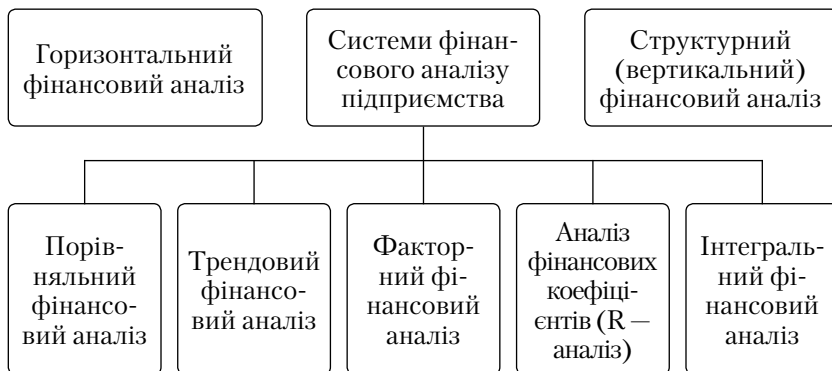 Горизонтальний
фінансовий аналіз
Системи фінан-
сового аналізу
підприємства
Структурний
(вертикальний)
фінансовий аналіз
Порів-
няльний
фінансо-
вий аналіз
Трендовий
фінансо-
вий аналіз
Фактор-
ний фі-
нансовий
аналіз
Аналіз
фінансових
коефіці-
єнтів (R —
аналіз)
Інтеграль-
ний фі-
нансовий
аналіз